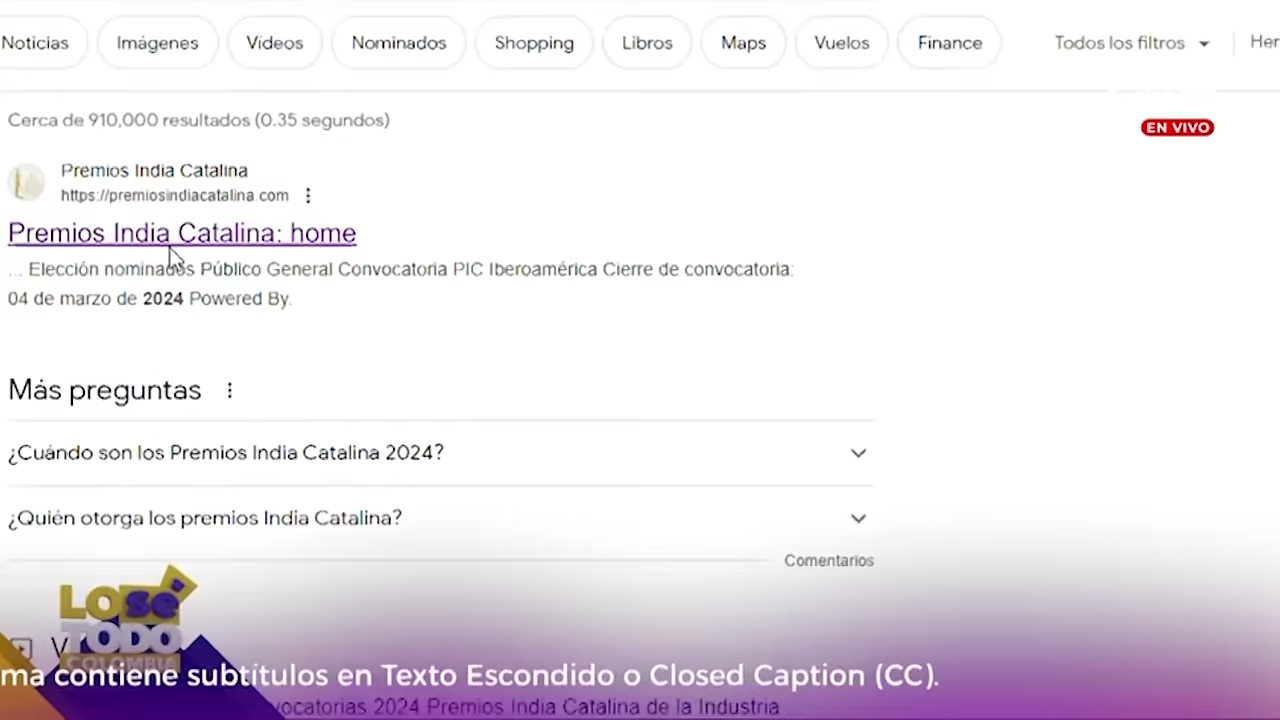 Noticias Imágenes Videos Nominados Shopping Libros Maps Vuelos Finance Todos los filtros Her
Cerca de 910,000 resultados (0.35 segundos)
EN VIVO
Premios India Catalina
https://premiosindiacatalina.com
Premios India Catalina: home
... Elección nominados Público General Convocatoria PIC Iberoamérica Cierre de convocatoria:
04 de marzo de 2024 Powered By.
Más preguntas
¿Cuándo son los Premios India Catalina 2024?
¿Quién otorga los premios India Catalina?
Comentarios
LO sé
TODO
COLOMBIA
V
ma contiene subtítulos en Texto Escondido o Closed Caption (CC).
vocatorias 2024 Premios India Catalina de la Industria ...